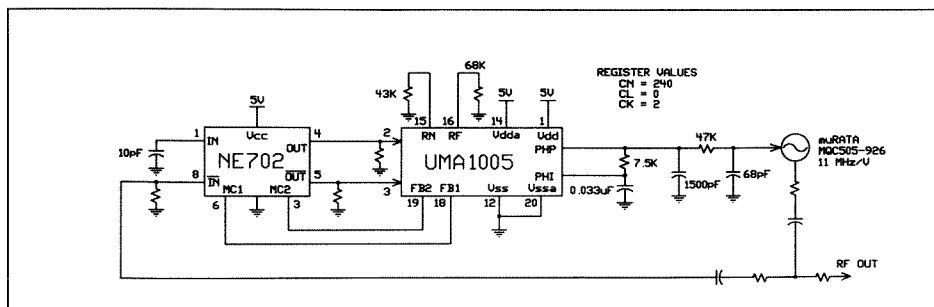 68K
REGISTER VALUES
CN = 240
CL = 0
CK = 2
43K
5V
5V
5V
15
16
14
1
47K
muRATA
MQC505-926
11 MHz/V
1
IN
Vcc
OUT
4
2
RN
RF
Vdda
Vdd
PHP
10pF
NE702
UMA1005
7.5K
8
IN
OUT
5
3
PHI
1500pF
68pF
MC1
MC2
FB2
FB1
Vss
Vssa
0.033uF
6
3
19
18
12
20
RF OUT